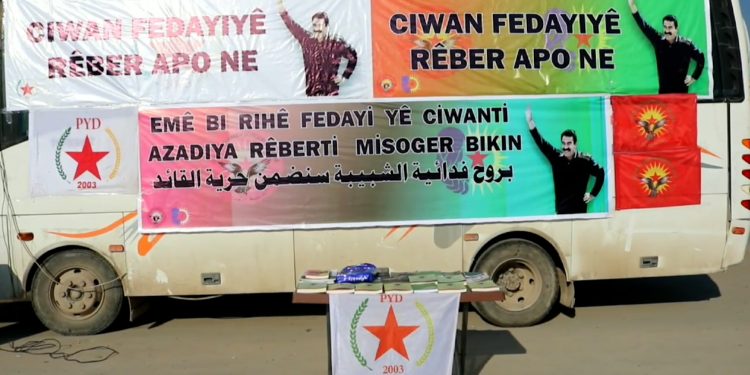 CIWAN FEDAYIYÊ
RÊBER APO NE
CIWAN FEDAYIYÊ
RÊBER APO NE
PYD
2003
EMÊ BI RIHÊ FEDAYI YÊ CIWANTI
AZADIYA RÊBERTI MISOGER BIKIN
بروح فدائية الشبيبة سنضمن حرية القائد
PYD
2003